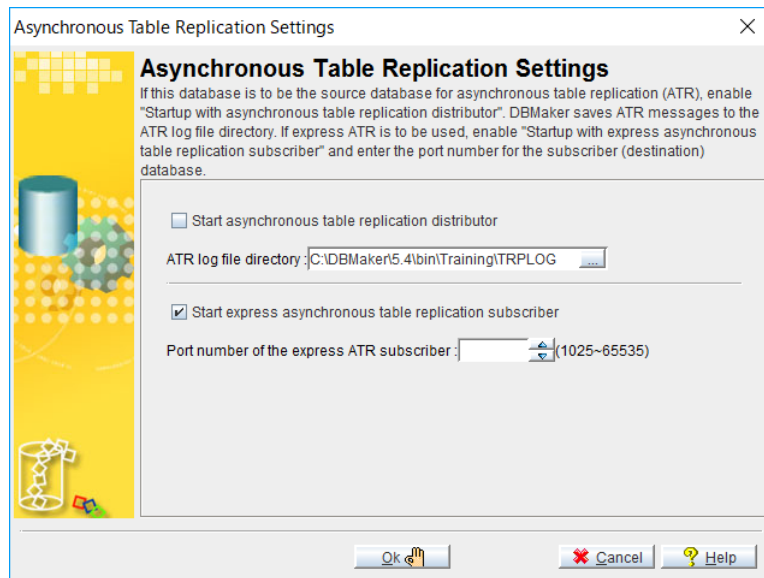 Asynchronous Table Replication Settings
Asynchronous Table Replication Settings
If this database is to be the source database for asynchronous table replication (ATR), enable
"Startup with asynchronous table replication distributor". DBMaker saves ATR messages to the
ATR log file directory. If express ATR is to be used, enable "Startup with express asynchronous
table replication subscriber" and enter the port number for the subscriber (destination)
database.
Start asynchronous table replication distributor
ATR log file directory : C:\DBMaker\5.4\bin\Training\TRPLOG ...
Start express asynchronous table replication subscriber
Port number of the express ATR subscriber : (1025~65535)
Ok Cancel Help